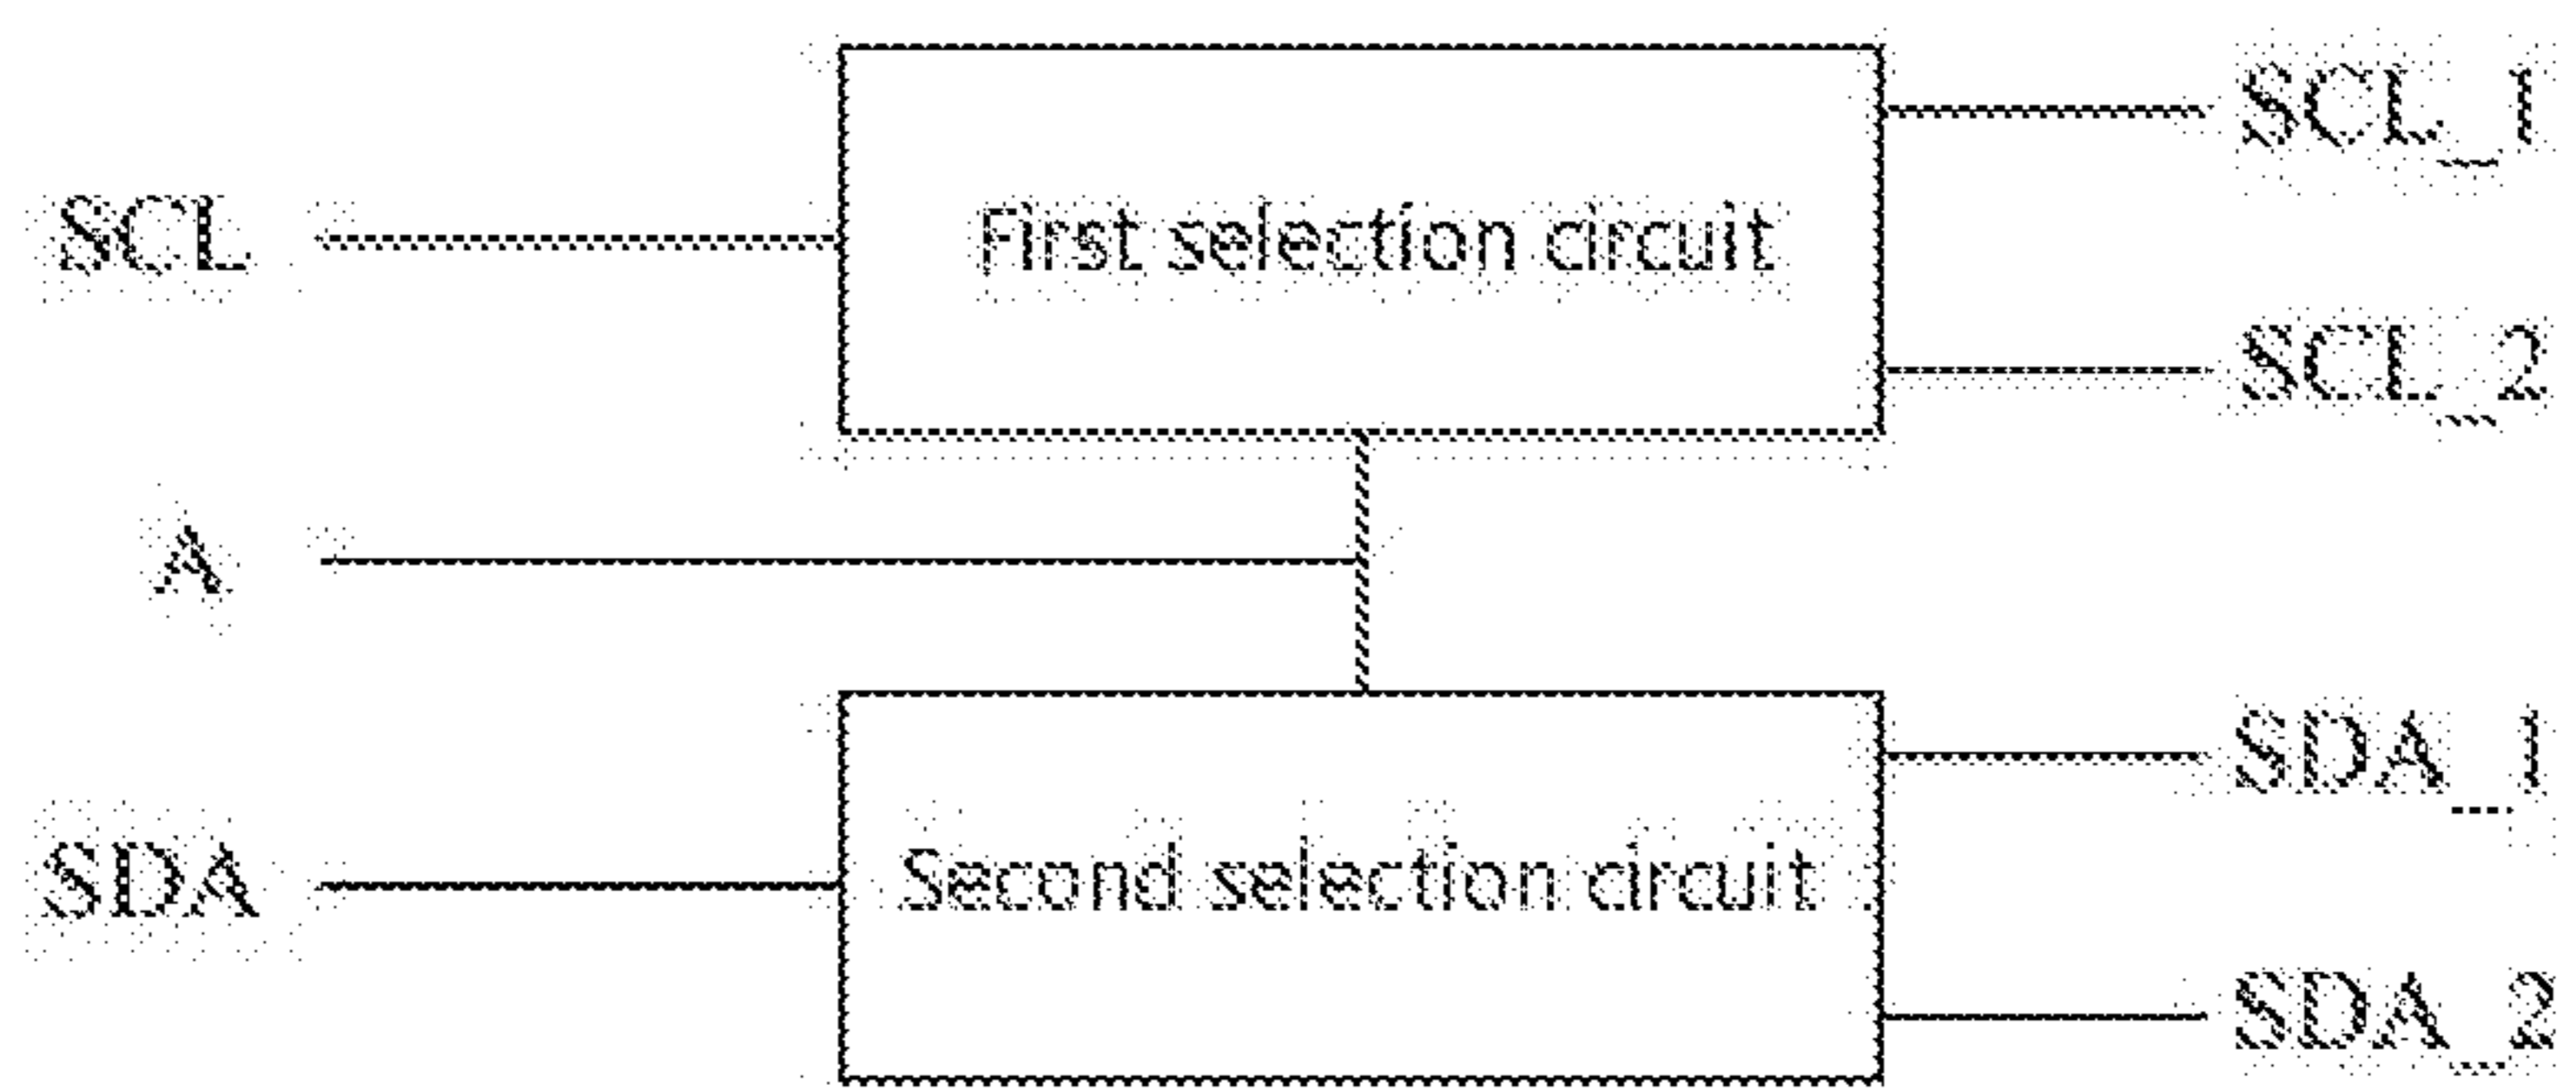 SCL_1
SCL
First selection circuit
SCL_2
A
SDA_1
SDA
Second selection circuit
SDA_2